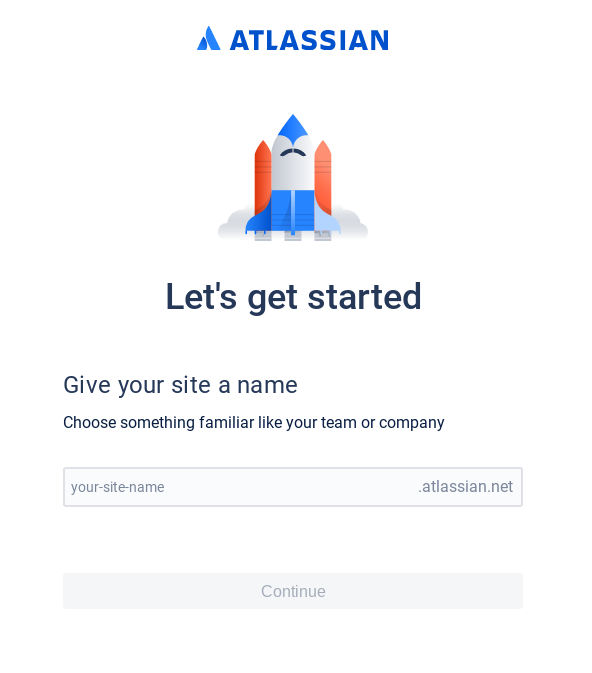 ATLASSIAN
Let's get started
Give your site a name
Choose something familiar like your team or company
your-site-name .atlassian.net
Continue